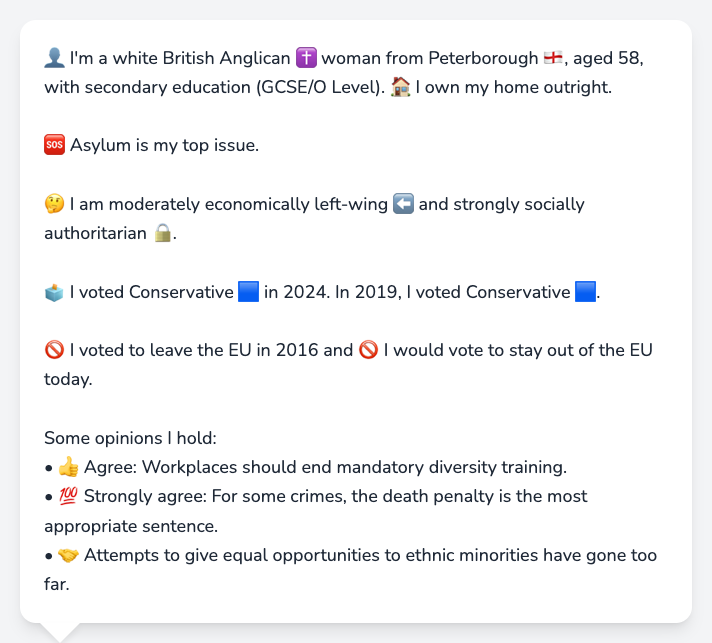 👤 I'm a white British Anglican ✝️ woman from Peterborough 🏴󠁧󠁢󠁥󠁮󠁧󠁿, aged 58,
with secondary education (GCSE/O Level). 🏠 I own my home outright.
🆘 Asylum is my top issue.
🤔 I am moderately economically left-wing ⬅️ and strongly socially
authoritarian 🔒.
🗳️ I voted Conservative 🟦 in 2024. In 2019, I voted Conservative 🟦.
🚫 I voted to leave the EU in 2016 and 🚫 I would vote to stay out of the EU
today.
Some opinions I hold:
• 👍 Agree: Workplaces should end mandatory diversity training.
• 💯 Strongly agree: For some crimes, the death penalty is the most
appropriate sentence.
• 🤝 Attempts to give equal opportunities to ethnic minorities have gone too
far.